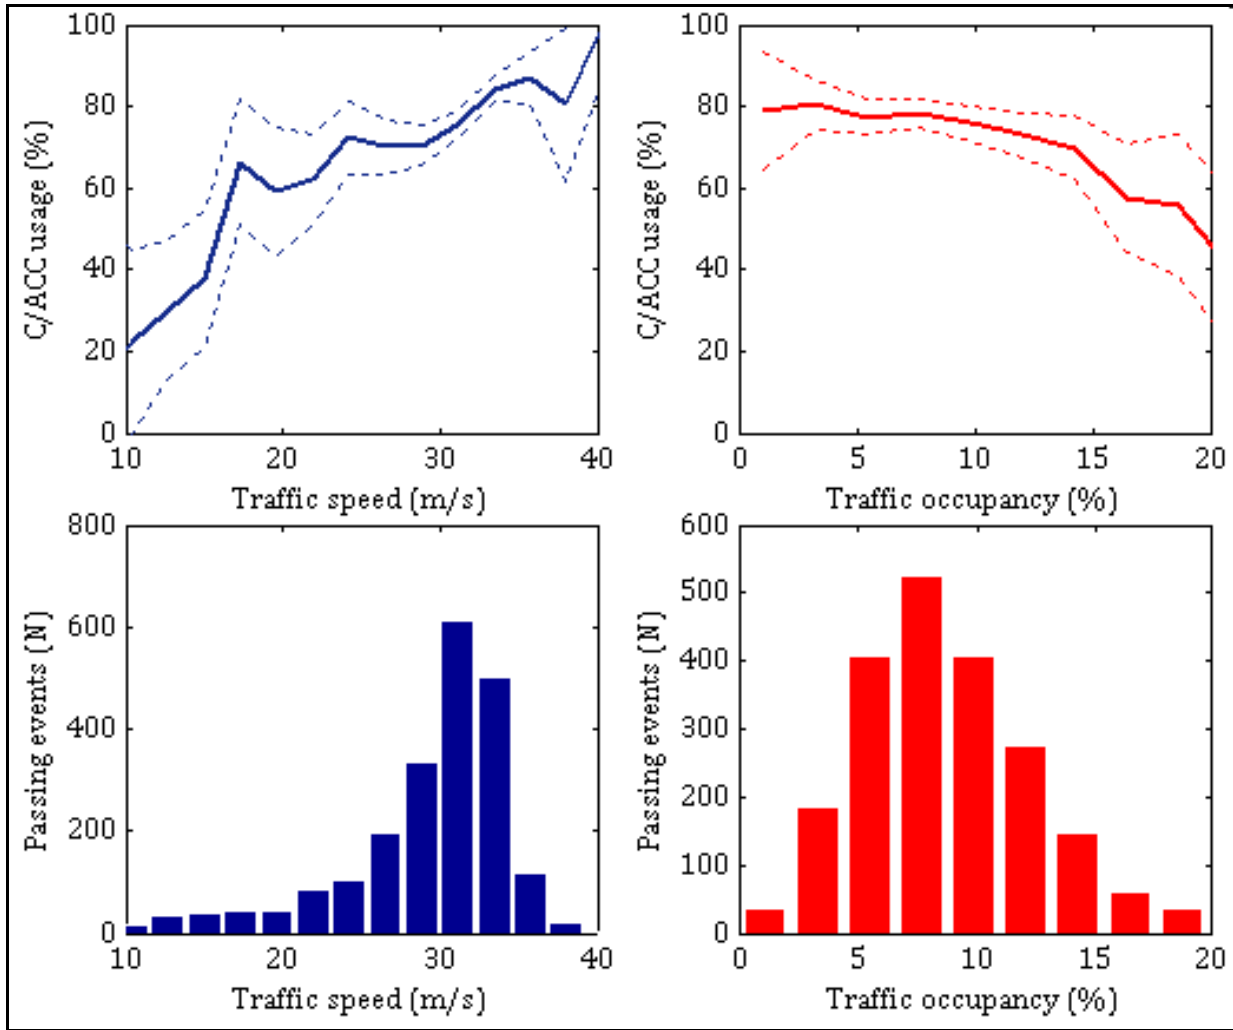 100
80
60
40
20
0
C/ACC usage (%)
10 20 30 40
Traffic speed (m/s)
100
80
60
40
20
0
C/ACC usage (%)
0 5 10 15 20
Traffic occupancy (%)
800
600
400
200
0
Passing events (N)
10 20 30 40
Traffic speed (m/s)
600
500
400
300
200
100
0
Passing events (N)
0 5 10 15 20
Traffic occupancy (%)